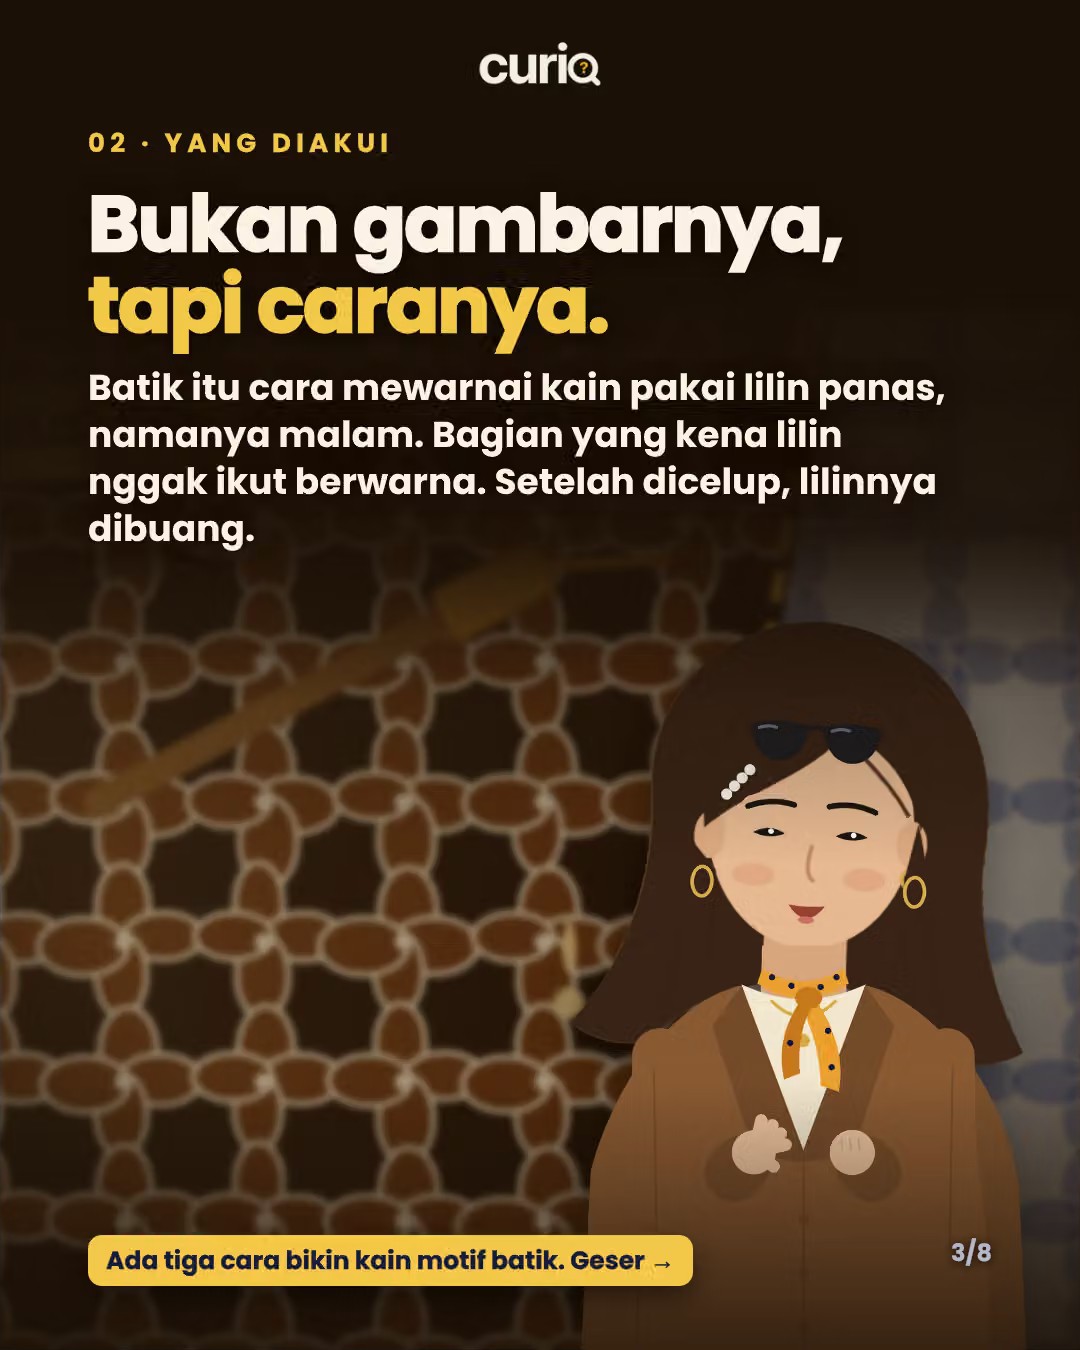 curio?
02 · YANG DIAKUI
Bukan gambarnya,
tapi caranya.
Batik itu cara mewarnai kain pakai lilin panas,
namanya malam. Bagian yang kena lilin
nggak ikut berwarna. Setelah dicelup, lilinnya
dibuang.
Ada tiga cara bikin kain motif batik. Geser →
3/8